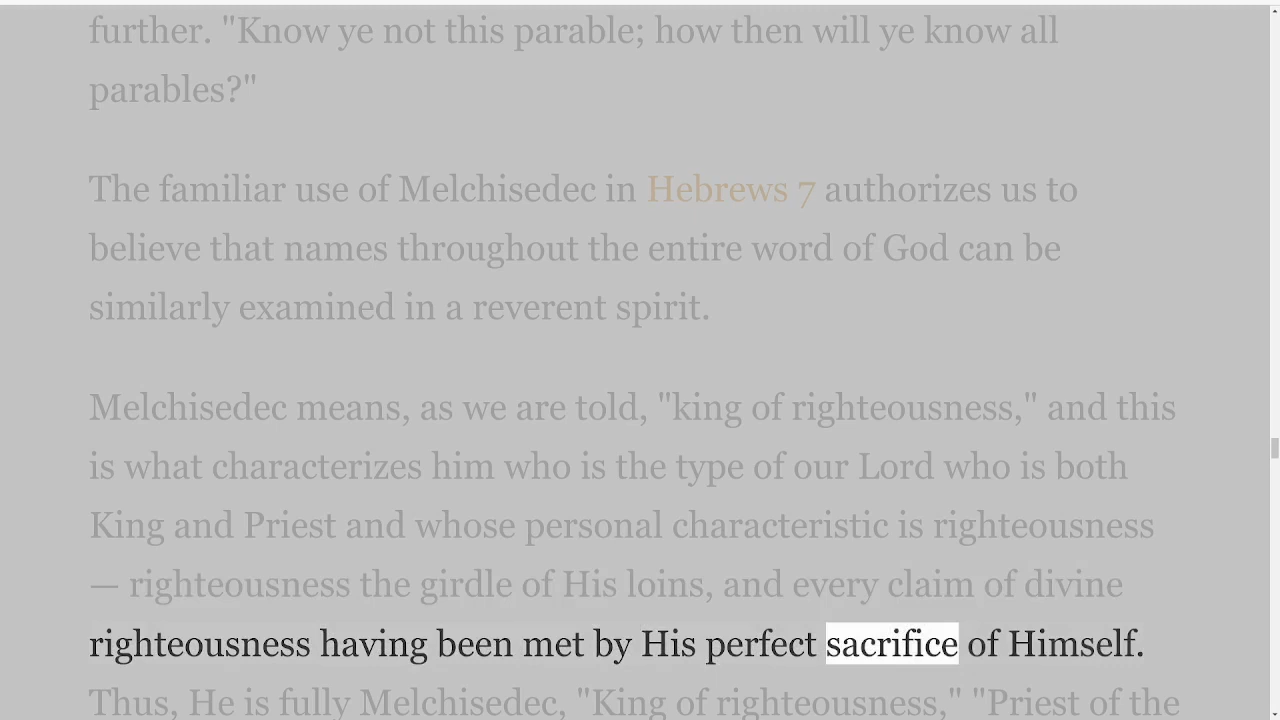 further. "Know ye not this parable; how then will ye know all
parables?"
The familiar use of Melchisedec in Hebrews 7 authorizes us to
believe that names throughout the entire word of God can be
similarly examined in a reverent spirit.
Melchisedec means, as we are told, "king of righteousness," and this
is what characterizes him who is the type of our Lord who is both
King and Priest and whose personal characteristic is righteousness
— righteousness the girdle of His loins, and every claim of divine
righteousness having been met by His perfect sacrifice of Himself.
Thus, He is fully Melchisedec, "King of righteousness," "Priest of the